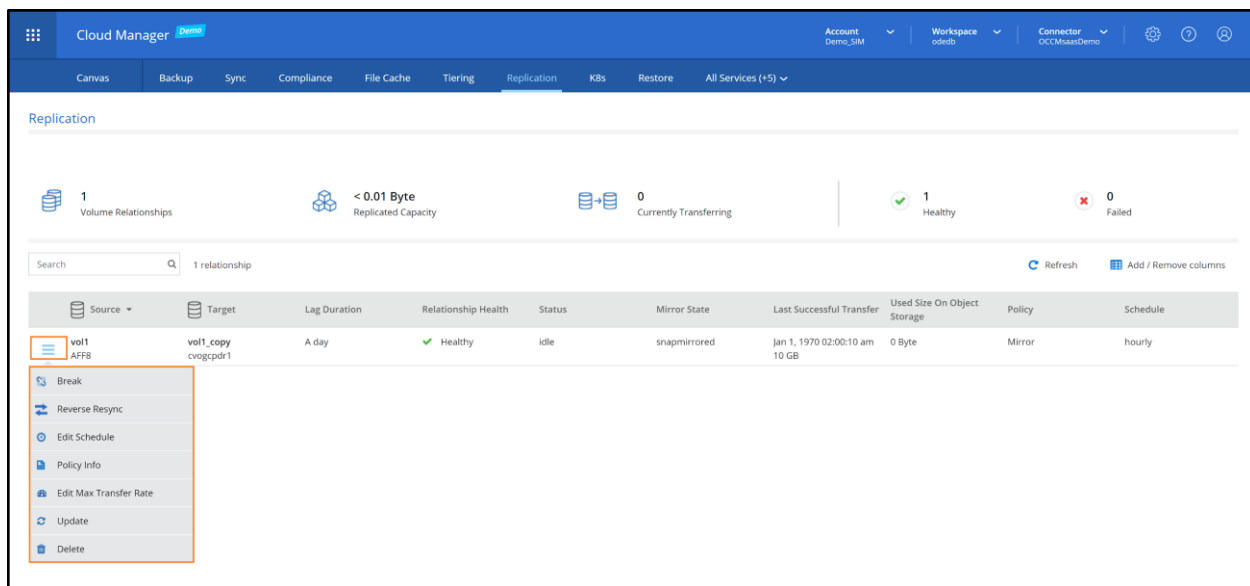 Cloud Manager Demo
Account
Demo_SIM
Workspace
odedb
Connector
OCCMsaasDemo
Canvas Backup Sync Compliance File Cache Tiering Replication K8s Restore All Services (+5)
Replication
1
Volume Relationships
< 0.01 Byte
Replicated Capacity
0
Currently Transferring
1
Healthy
0
Failed
Search
1 relationship
Refresh
Add / Remove columns
Source Target Lag Duration Relationship Health Status Mirror State Last Successful Transfer Used Size On Object Storage Policy Schedule
vol1 vol1_copy A day Healthy idle snapmirrored Jan 1, 1970 02:00:10 am 0 Byte Mirror hourly
AFF8 cvogcpdr1 10 GB
Break
Reverse Resync
Edit Schedule
Policy Info
Edit Max Transfer Rate
Update
Delete